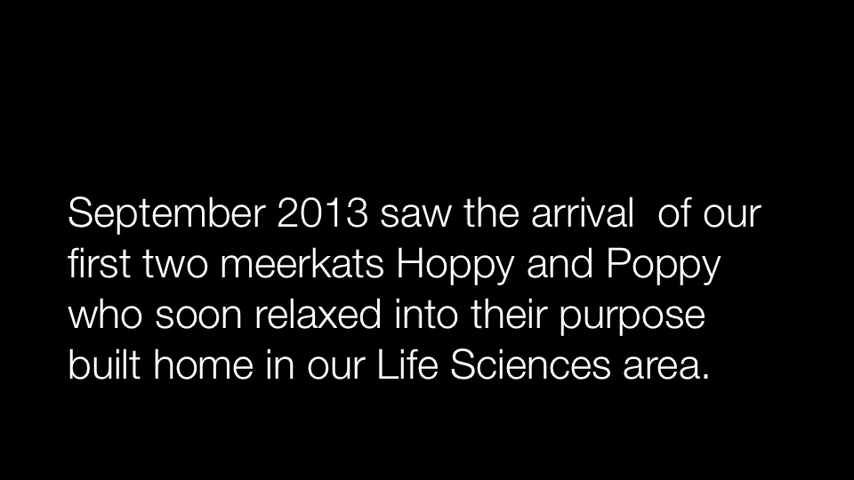 September 2013 saw the arrival  of our
first two meerkats Hoppy and Poppy
who soon relaxed into their purpose
built home in our Life Sciences area.